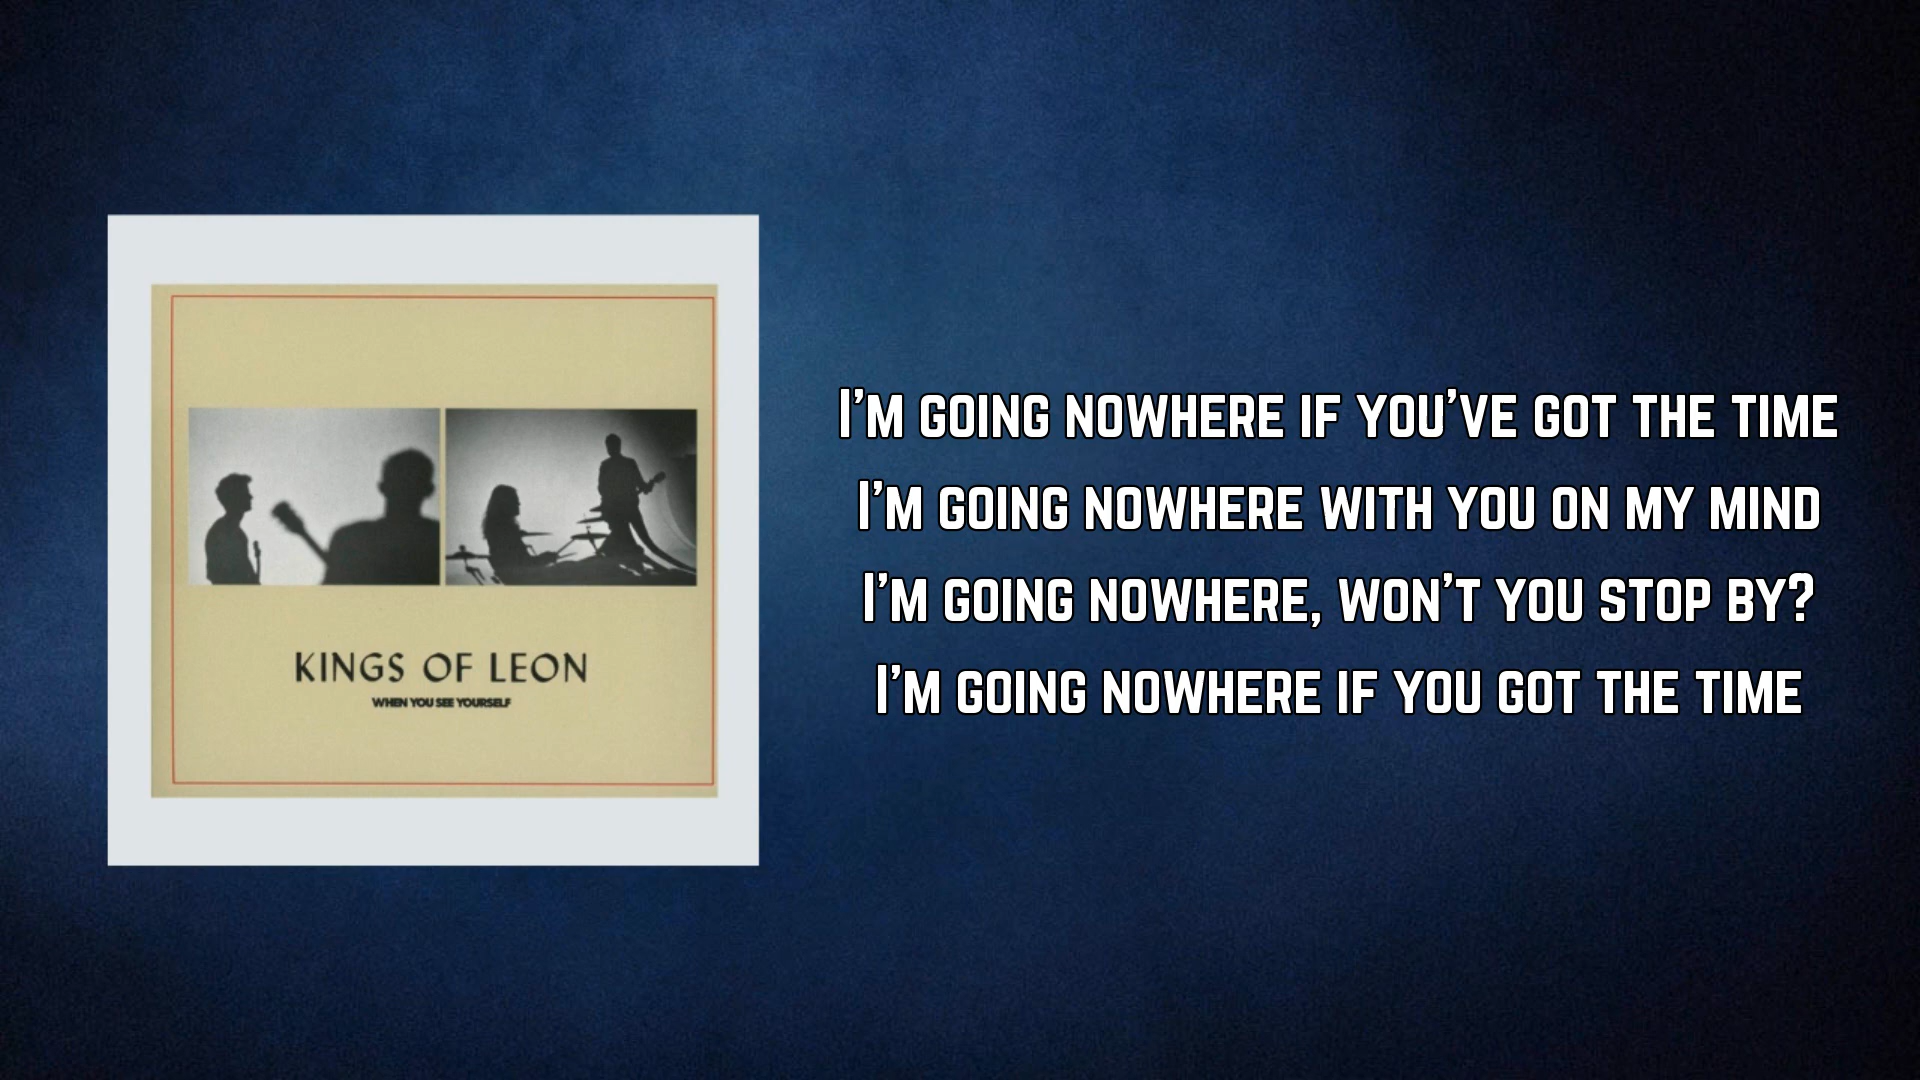 KINGS OF LEON
WHEN YOU SEE YOURSELF
I'M GOING NOWHERE IF YOU'VE GOT THE TIME
I'M GOING NOWHERE WITH YOU ON MY MIND
I'M GOING NOWHERE, WON'T YOU STOP BY?
I'M GOING NOWHERE IF YOU GOT THE TIME